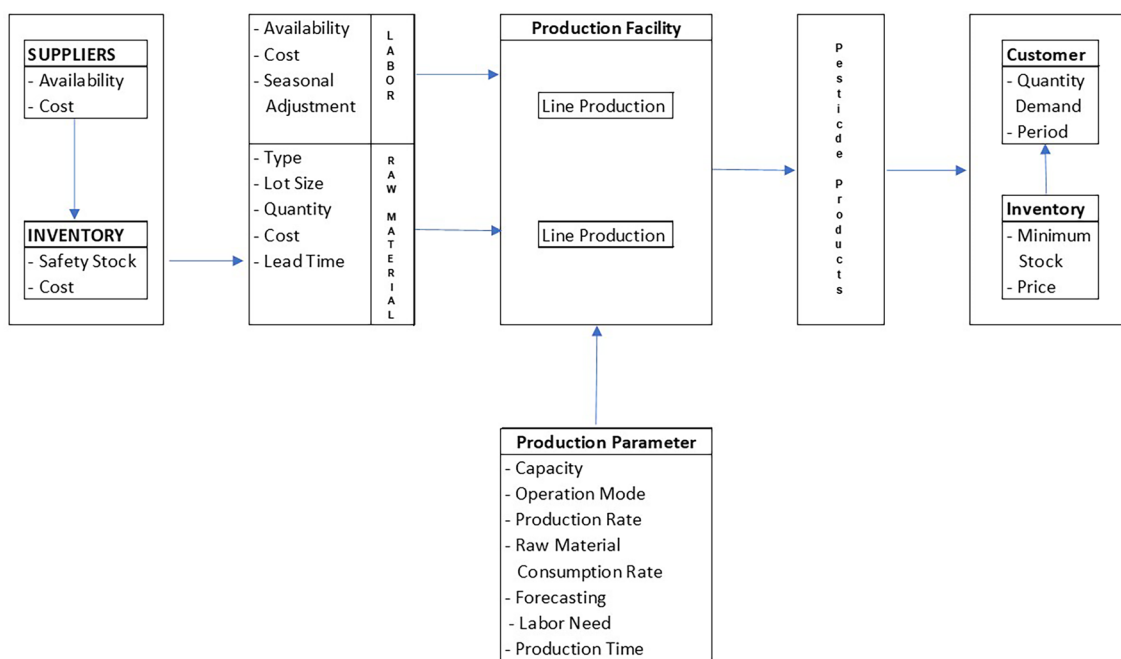 SUPPLIERS
- Availability
- Cost
INVENTORY
- Safety Stock
- Cost
- Availability
- Cost
- Seasonal
Adjustment
LABOR
- Type
- Lot Size
- Quantity
- Cost
- Lead Time
RAW MATERIAL
Production Facility
Line Production
Line Production
Pesticde Products
Customer
- Quantity
Demand
- Period
Inventory
- Minimum
Stock
- Price
Production Parameter
- Capacity
- Operation Mode
- Production Rate
- Raw Material
Consumption Rate
- Forecasting
- Labor Need
- Production Time